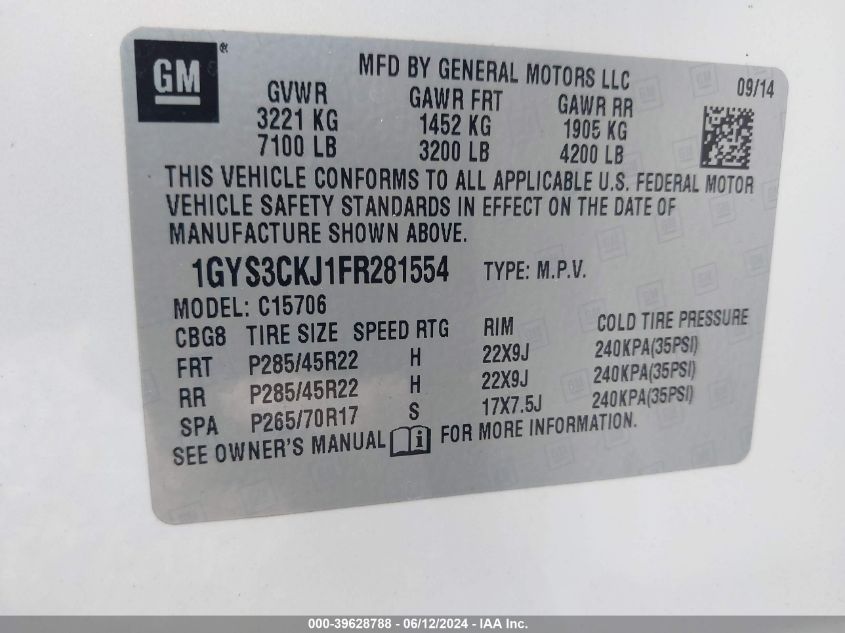 GM ®
MFD BY GENERAL MOTORS LLC
09/14
GVWR GAWR FRT GAWR RR
3221 KG 1452 KG 1905 KG
7100 LB 3200 LB 4200 LB
THIS VEHICLE CONFORMS TO ALL APPLICABLE U.S. FEDERAL MOTOR
VEHICLE SAFETY STANDARDS IN EFFECT ON THE DATE OF
MANUFACTURE SHOWN ABOVE.
1GYS3CKJ1FR281554 TYPE: M.P.V.
MODEL: C15706
CBG8 TIRE SIZE SPEED RTG RIM COLD TIRE PRESSURE
FRT P285/45R22 H 22X9J 240KPA(35PSI)
RR P285/45R22 H 22X9J 240KPA(35PSI)
SPA P265/70R17 S 17X7.5J 240KPA(35PSI)
SEE OWNER'S MANUAL i FOR MORE INFORMATION.
000-39628788 - 06/12/2024 - IAA Inc.